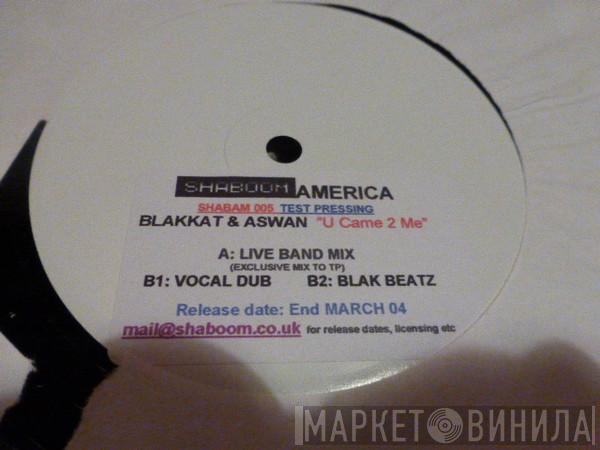 SHABOOM AMERICA
SHABAM 005 TEST PRESSING
BLAKKAT & ASWAN "U Came 2 Me"
A: LIVE BAND MIX
(EXCLUSIVE MIX TO TP)
B1: VOCAL DUB B2: BLAK BEATZ
Release date: End MARCH 04
mail@shaboom.co.uk for release dates, licensing etc
МАРКЕТ ВИНИЛА